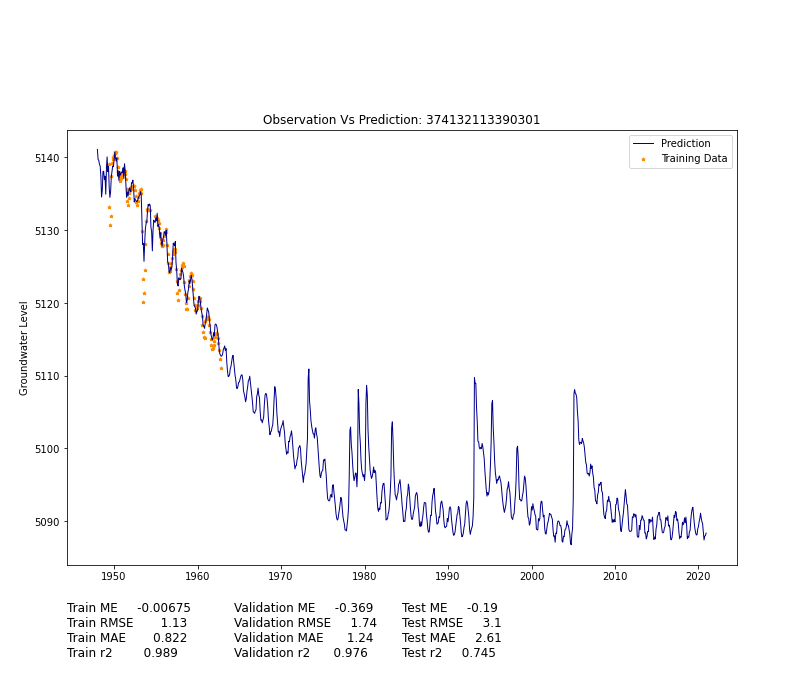 Observation Vs Prediction: 374132113390301
Prediction
Training Data
Groundwater Level
5140
5130
5120
5110
5100
5090
1950 1960 1970 1980 1990 2000 2010 2020
Train ME -0.00675 Validation ME -0.369 Test ME -0.19
Train RMSE 1.13 Validation RMSE 1.74 Test RMSE 3.1
Train MAE 0.822 Validation MAE 1.24 Test MAE 2.61
Train r2 0.989 Validation r2 0.976 Test r2 0.745